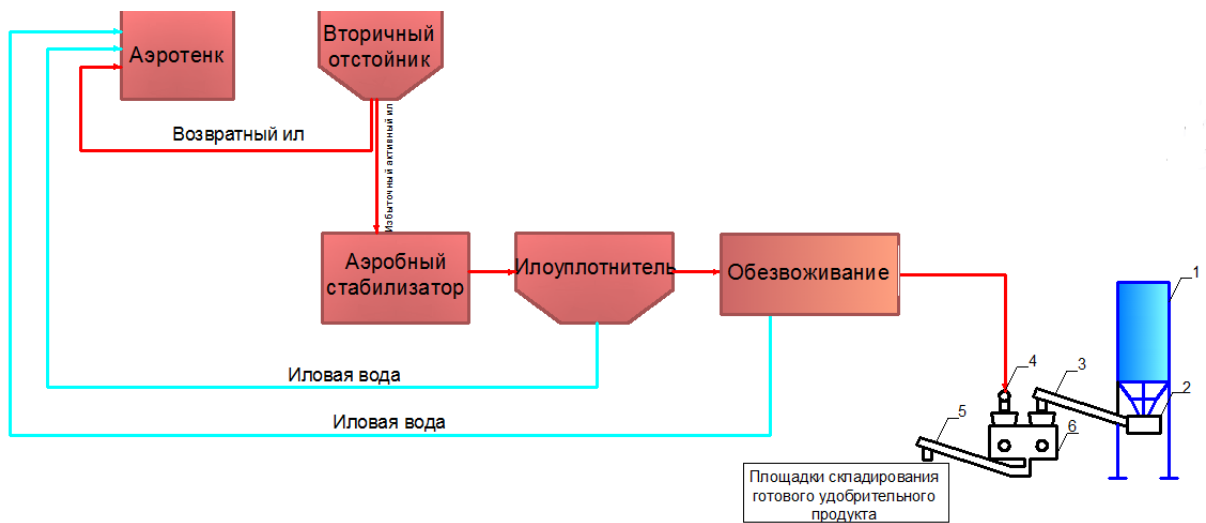 Аэротенк
Вторичный
отстойник
Возвратный ил
Избыточный активный ил
Аэробный
стабилизатор
Илоуплотнитель
Обезвоживание
Иловая вода
Иловая вода
1
2
3
4
5
6
Площадки складирования
готового удобрительного
продукта